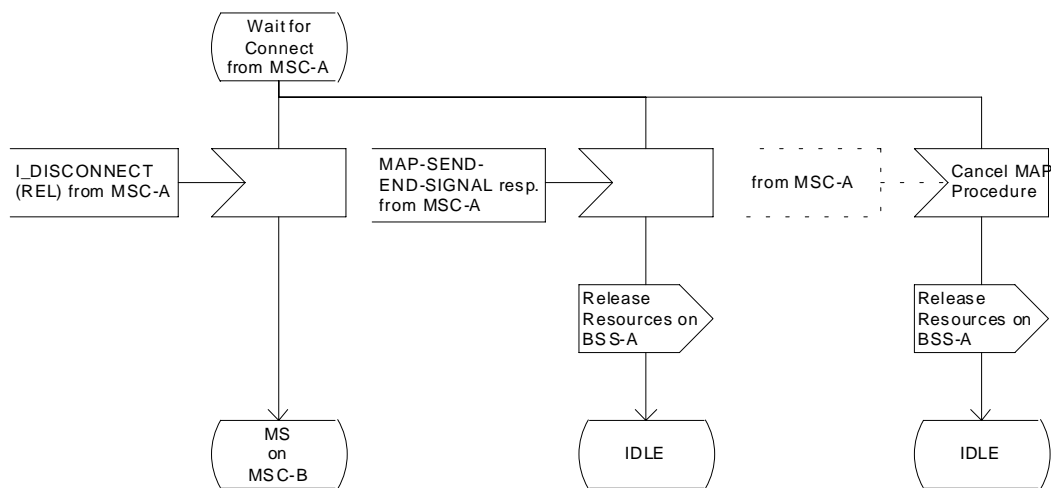 Wait for
Connect
from MSC-A
I_DISCONNECT
(REL) from MSC-A
MAP-SEND-
END-SIGNAL resp.
from MSC-A
from MSC-A
Cancel MAP
Procedure
Release
Resources on
BSS-A
Release
Resources on
BSS-A
MS
on
MSC-B
IDLE
IDLE